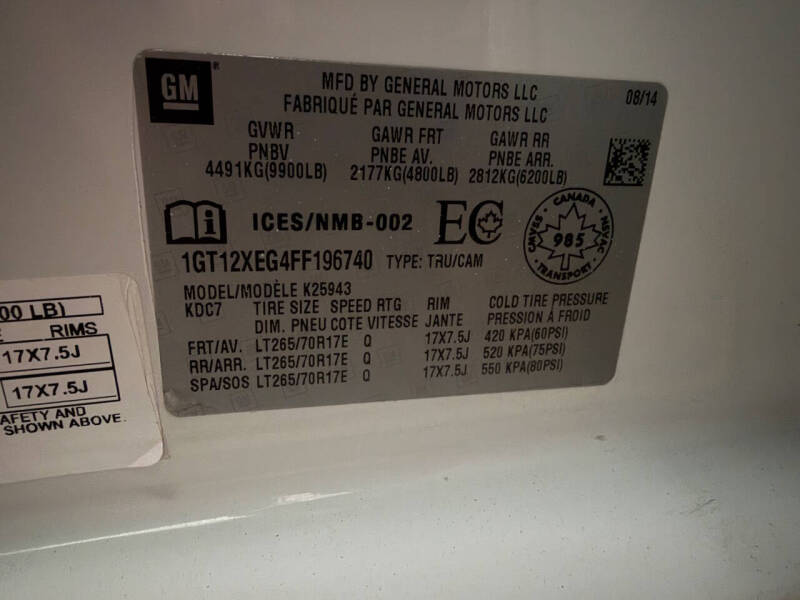 GM
MFD BY GENERAL MOTORS LLC
FABRIQUÉ PAR GENERAL MOTORS LLC
08/14
GVWR GAWR FRT GAWR RR
PNBV PNBE AV. PNBE ARR.
4491KG(9900LB) 2177KG(4800LB) 2812KG(6200LB)
i ICES/NMB-002 EC
CANADA
CMVSS 985 NSVAC
TRANSPORT
1GT12XEG4FF196740 TYPE: TRU/CAM
MODEL/MODÈLE K25943
KDC7 TIRE SIZE SPEED RTG RIM COLD TIRE PRESSURE
DIM. PNEU COTE VITESSE JANTE PRESSION À FROID
FRT/AV. LT265/70R17E Q 17X7.5J 420 KPA(60PSI)
RR/ARR. LT265/70R17E Q 17X7.5J 520 KPA(75PSI)
SPA/SOS LT265/70R17E Q 17X7.5J 550 KPA(80PSI)
00 LB)
E RIMS
17X7.5J
17X7.5J
AFETY AND
SHOWN ABOVE.